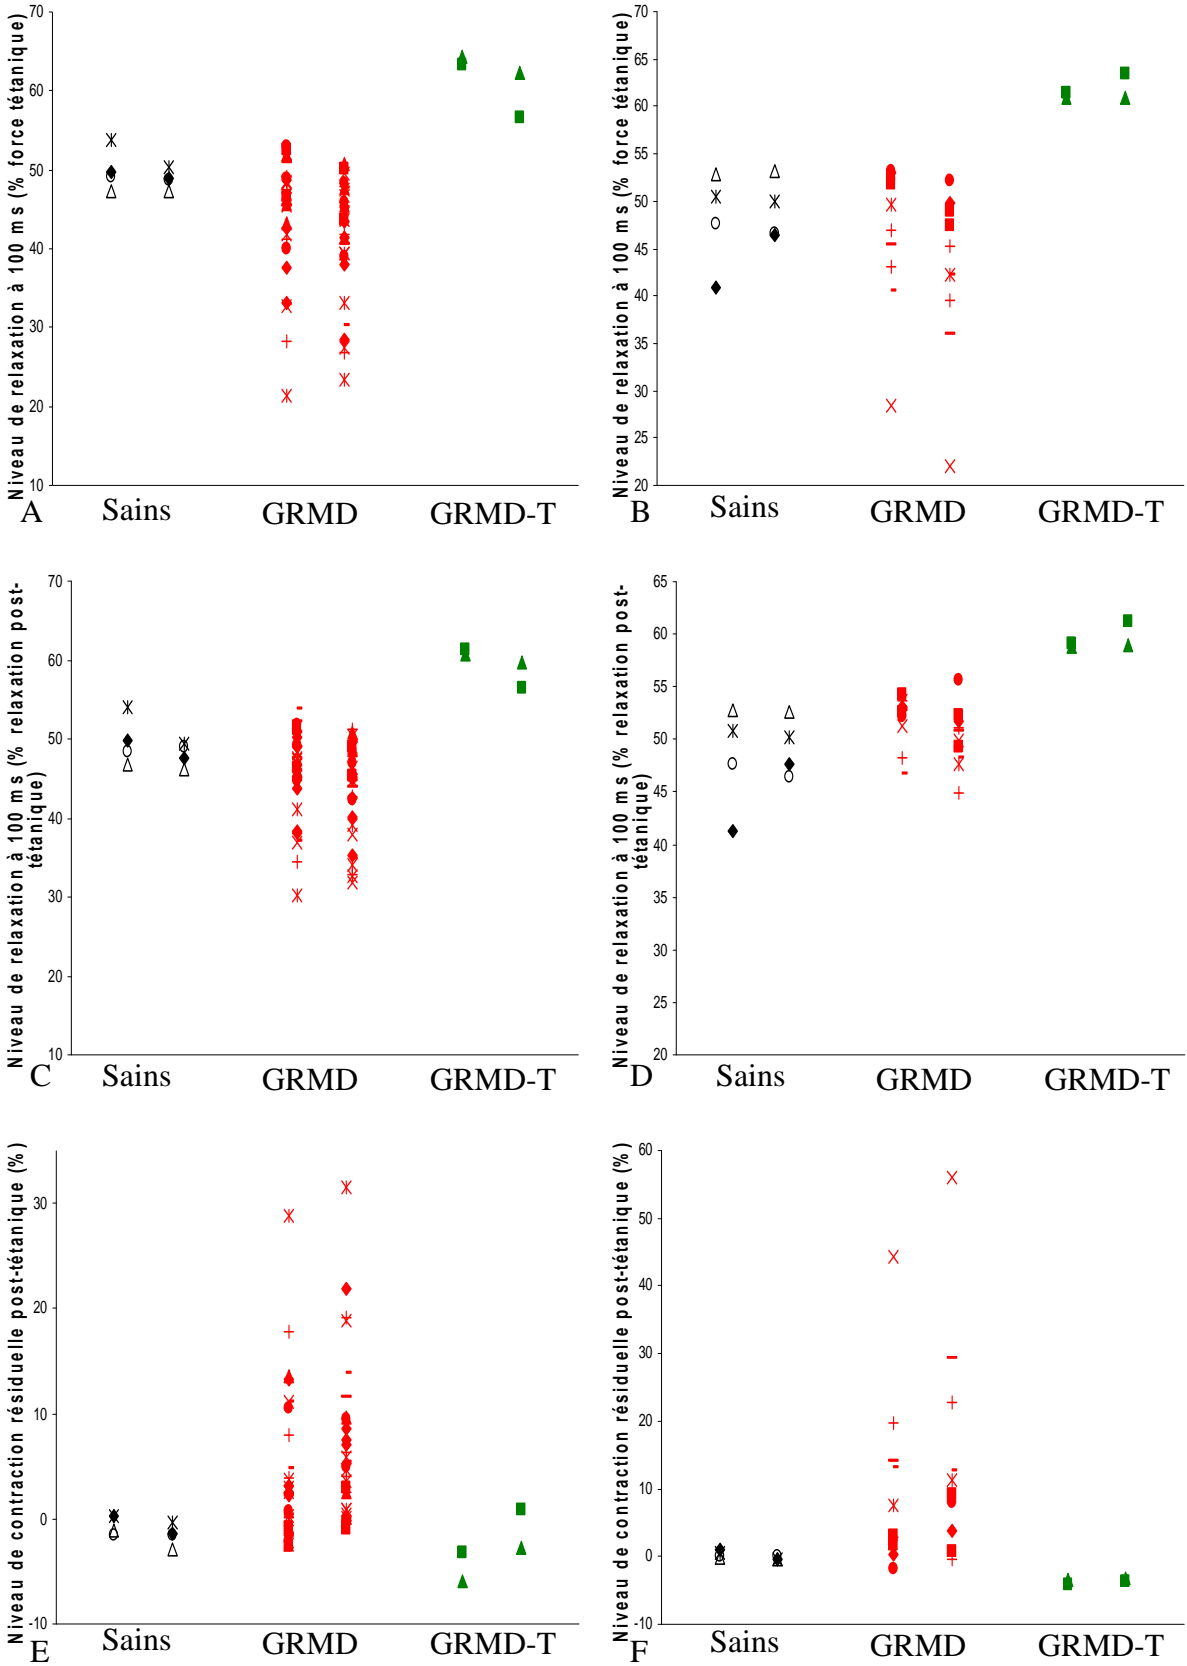 Niveau de relaxation à 100 ms (% force tétanique)
70
60
50
40
30
20
10
A
Sains
GRMD
GRMD-T
Niveau de relaxation à 100 ms (% force tétanique)
70
65
60
55
50
45
40
35
30
25
20
B
Sains
GRMD
GRMD-T
Niveau de relaxation à 100 ms (% relaxation post-
tétanique)
70
60
50
40
30
20
10
C
Sains
GRMD
GRMD-T
Niveau de relaxation à 100 ms (% relaxation post-
tétanique)
65
60
55
50
45
40
35
30
25
20
D
Sains
GRMD
GRMD-T
Niveau de contraction résiduelle post-tétanique (%)
30
20
10
0
-10
E
Sains
GRMD
GRMD-T
Niveau de contraction résiduelle post-tétanique (%)
60
50
40
30
20
10
0
-10
F
Sains
GRMD
GRMD-T